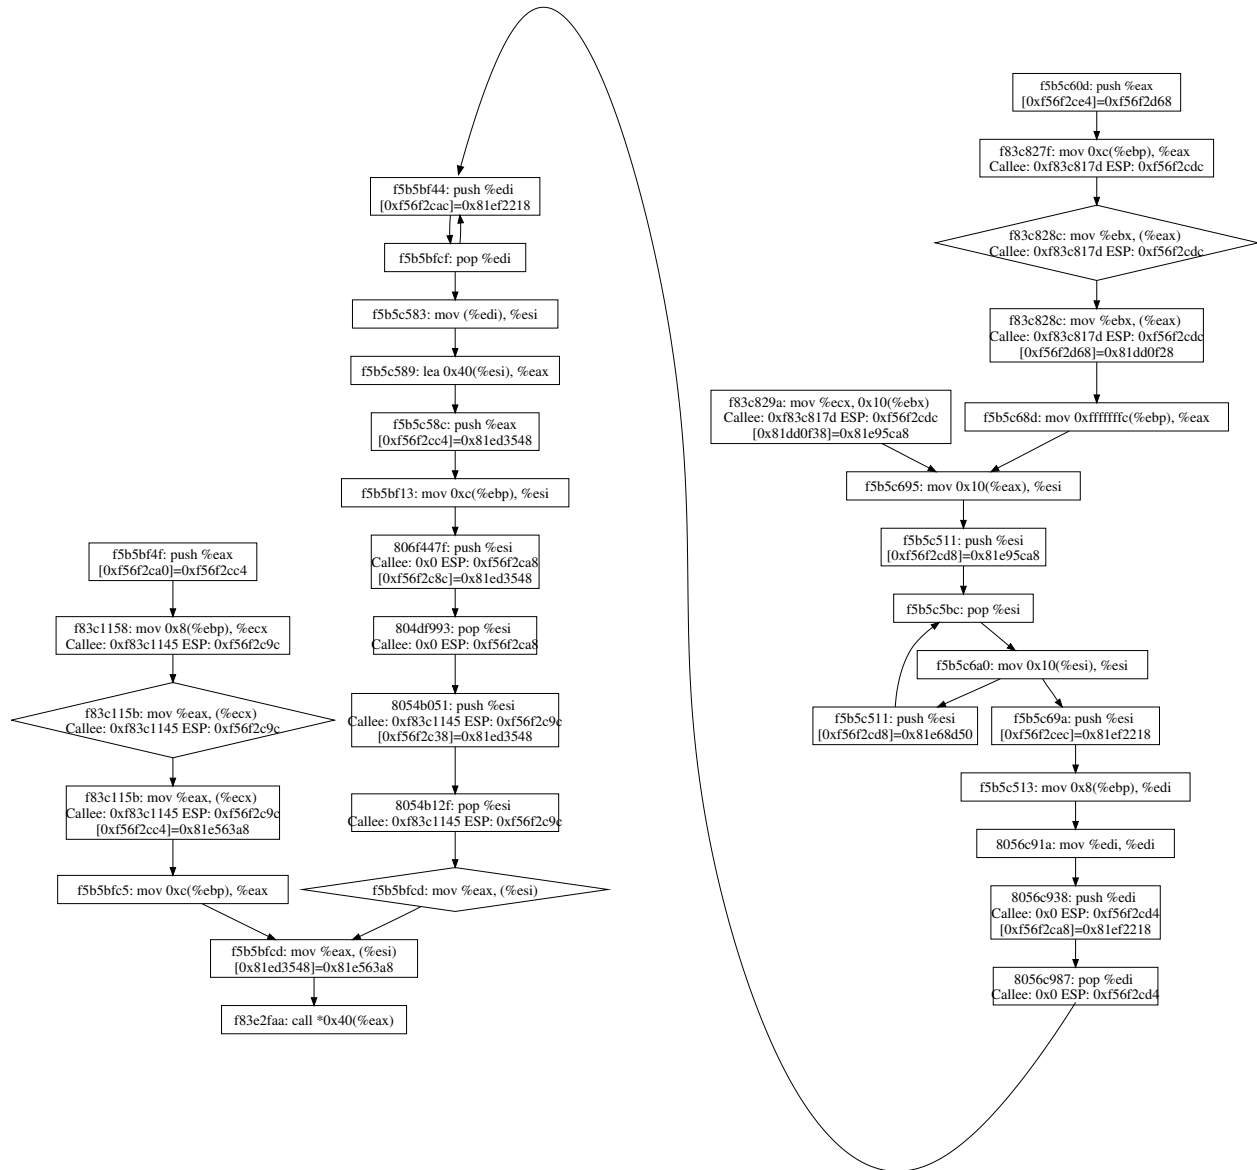 f5b5bf44: push %edi
[0xf56f2cac]=0x81ef2218
f5b5bfcf: pop %edi
f5b5c583: mov (%edi), %esi
f5b5c589: lea 0x40(%esi), %eax
f5b5c58c: push %eax
[0xf56f2cc4]=0x81ed3548
f5b5bf13: mov 0xc(%ebp), %esi
806f447f: push %esi
Callee: 0x0 ESP: 0xf56f2ca8
[0xf56f2c8c]=0x81ed3548
804df993: pop %esi
Callee: 0x0 ESP: 0xf56f2ca8
8054b051: push %esi
Callee: 0xf83c1145 ESP: 0xf56f2c9c
[0xf56f2c38]=0x81ed3548
8054b12f: pop %esi
Callee: 0xf83c1145 ESP: 0xf56f2c9c
f5b5bfcd: mov %eax, (%esi)
f5b5bf4f: push %eax
[0xf56f2ca0]=0xf56f2cc4
f83c1158: mov 0x8(%ebp), %ecx
Callee: 0xf83c1145 ESP: 0xf56f2c9c
f83c115b: mov %eax, (%ecx)
Callee: 0xf83c1145 ESP: 0xf56f2c9c
f83c115b: mov %eax, (%ecx)
Callee: 0xf83c1145 ESP: 0xf56f2c9c
[0xf56f2cc4]=0x81e563a8
f5b5bfc5: mov 0xc(%ebp), %eax
f5b5bfcd: mov %eax, (%esi)
[0x81ed3548]=0x81e563a8
f83e2faa: call *0x40(%eax)
f5b5c60d: push %eax
[0xf56f2ce4]=0xf56f2d68
f83c827f: mov 0xc(%ebp), %eax
Callee: 0xf83c817d ESP: 0xf56f2cdc
f83c828c: mov %ebx, (%eax)
Callee: 0xf83c817d ESP: 0xf56f2cdc
f83c828c: mov %ebx, (%eax)
Callee: 0xf83c817d ESP: 0xf56f2cdc
[0xf56f2d68]=0x81dd0f28
f83c829a: mov %ecx, 0x10(%ebx)
Callee: 0xf83c817d ESP: 0xf56f2cdc
[0x81dd0f38]=0x81e95ca8
f5b5c68d: mov 0xfffffffc(%ebp), %eax
f5b5c695: mov 0x10(%eax), %esi
f5b5c511: push %esi
[0xf56f2cd8]=0x81e95ca8
f5b5c5bc: pop %esi
f5b5c6a0: mov 0x10(%esi), %esi
f5b5c511: push %esi
[0xf56f2cd8]=0x81e68d50
f5b5c69a: push %esi
[0xf56f2cec]=0x81ef2218
f5b5c513: mov 0x8(%ebp), %edi
8056c91a: mov %edi, %edi
8056c938: push %edi
Callee: 0x0 ESP: 0xf56f2cd4
[0xf56f2ca8]=0x81ef2218
8056c987: pop %edi
Callee: 0x0 ESP: 0xf56f2cd4